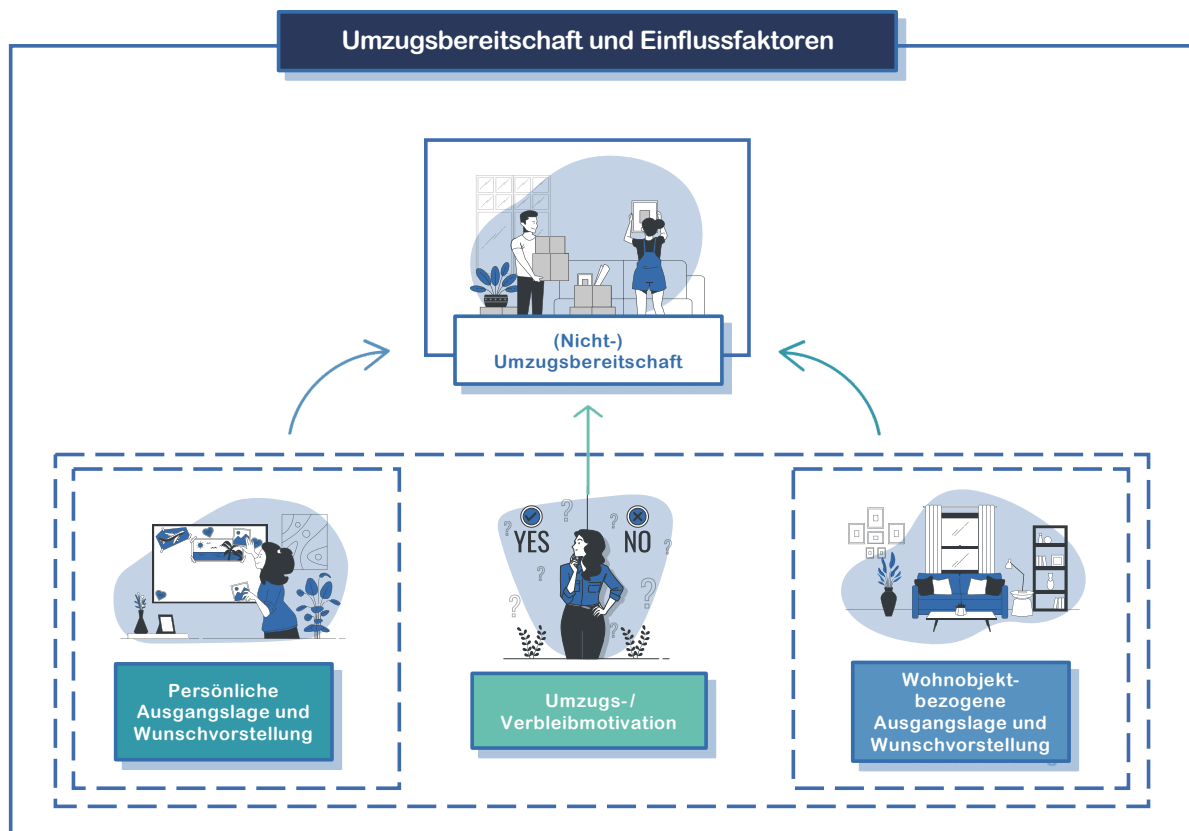 Umzugsbereitschaft und Einflussfaktoren
(Nicht-)
Umzugsbereitschaft
YES
NO
Persönliche
Ausgangslage und
Wunschvorstellung
Umzugs-/
Verbleibmotivation
Wohnobjekt-
bezogene
Ausgangslage und
Wunschvorstellung